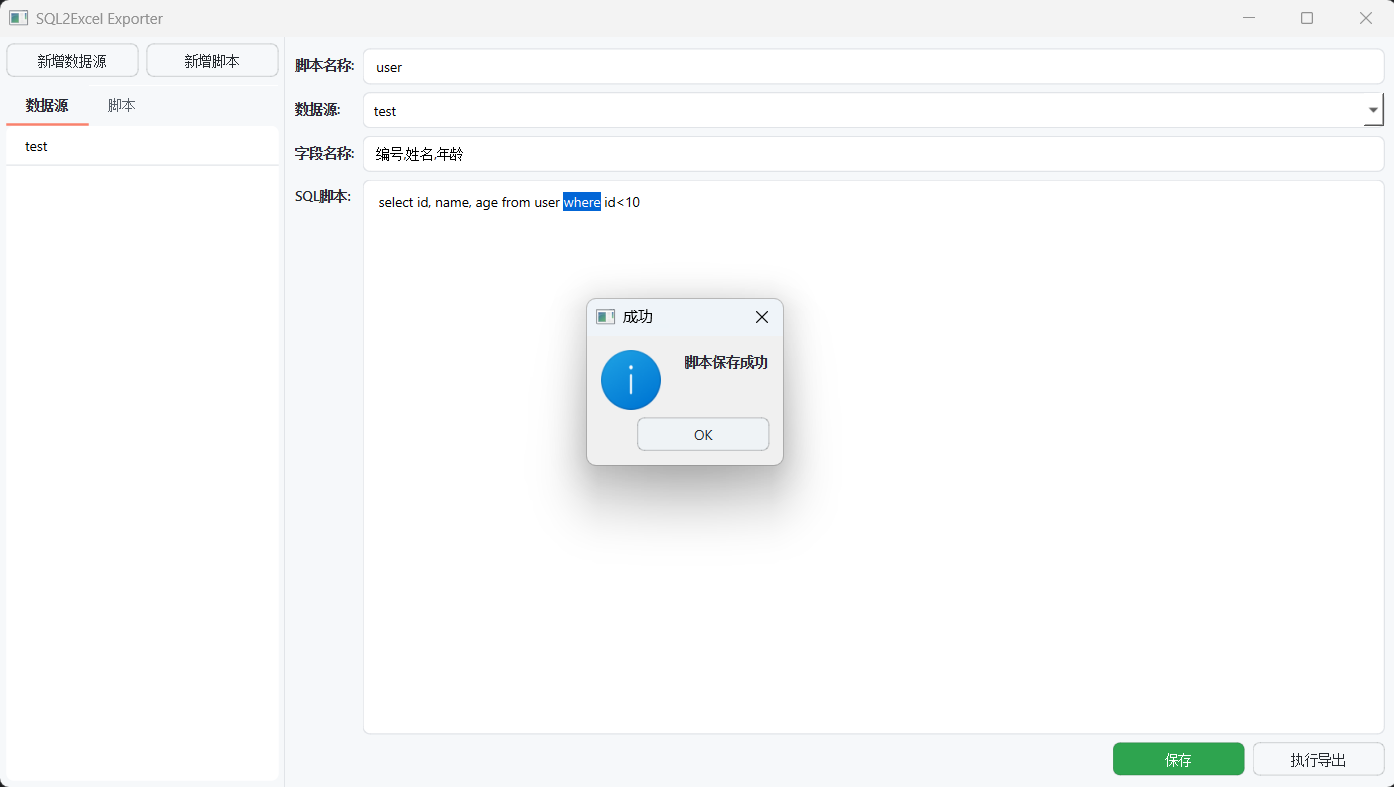 SQL2Excel Exporter
新增数据源 新增脚本
数据源 脚本
test
脚本名称: user
数据源: test
字段名称: 编号,姓名,年龄
SQL脚本: select id, name, age from user where id<10
成功
脚本保存成功
OK
保存 执行导出